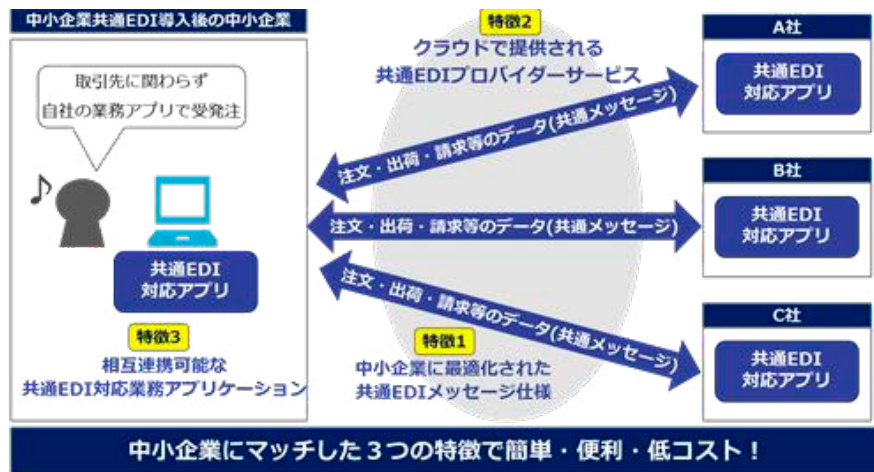 中小企業共通EDI導入後の中小企業
取引先に関わらず
自社の業務アプリで受発注
♪
共通EDI
対応アプリ
特徴3
相互連携可能な
共通EDI対応業務アプリケーション
特徴2
クラウドで提供される
共通EDIプロバイダーサービス
注文・出荷・請求等のデータ(共通メッセージ)
注文・出荷・請求等のデータ(共通メッセージ)
注文・出荷・請求等のデータ(共通メッセージ)
特徴1
中小企業に最適化された
共通EDIメッセージ仕様
A社
共通EDI
対応アプリ
B社
共通EDI
対応アプリ
C社
共通EDI
対応アプリ
中小企業にマッチした３つの特徴で簡単・便利・低コスト！